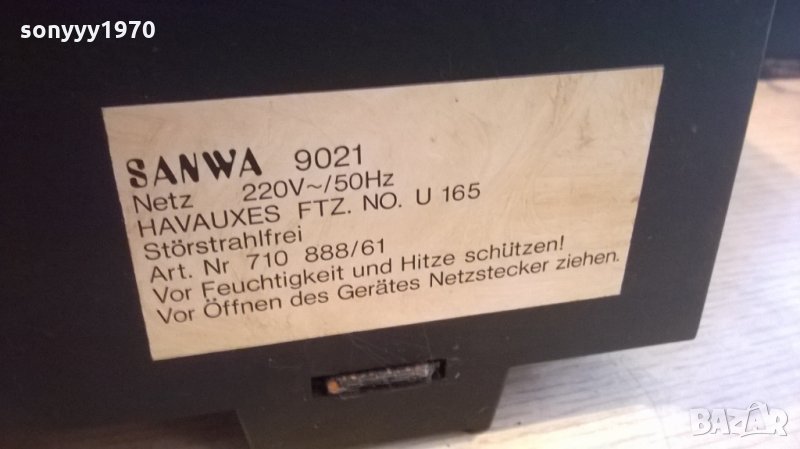 sonyyy1970
SANWA 9021
Netz 220V~/50Hz
HAVAUXES FTZ. NO. U 165
Störstrahlfrei
Art. Nr 710 888/61
Vor Feuchtigkeit und Hitze schützen!
Vor Öffnen des Gerätes Netzstecker ziehen.
BAZAR